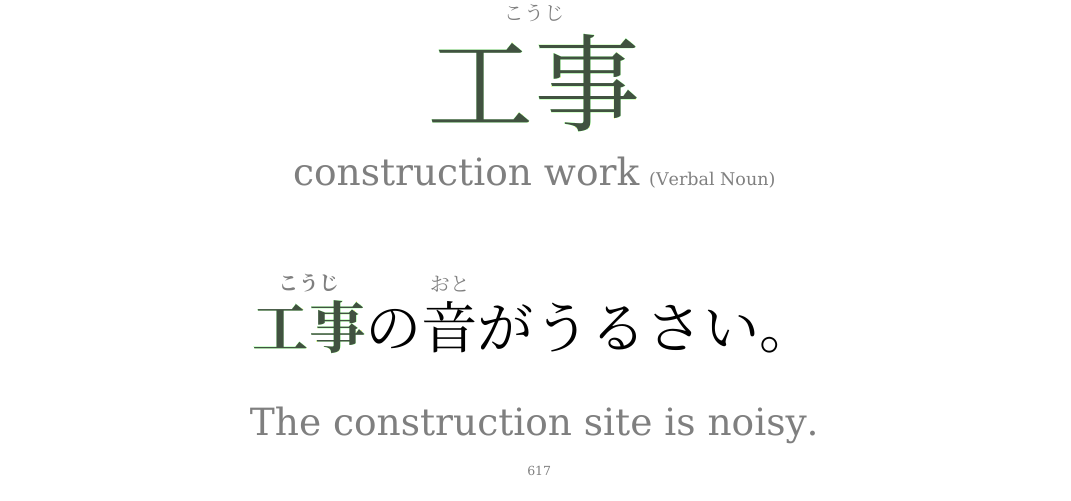 こうじ
工事
construction work (Verbal Noun)
こうじ おと
工事の音がうるさい。
The construction site is noisy.
617